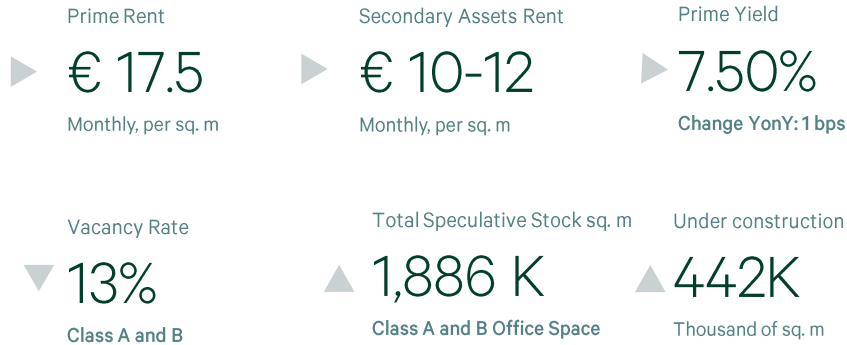 Prime Rent
€ 17.5
Monthly, per sq. m
Secondary Assets Rent
€ 10-12
Monthly, per sq. m
Prime Yield
7.50%
Change YonY: 1 bps
Vacancy Rate
13%
Class A and B
Total Speculative Stock sq. m
1,886 K
Class A and B Office Space
Under construction
442K
Thousand of sq. m